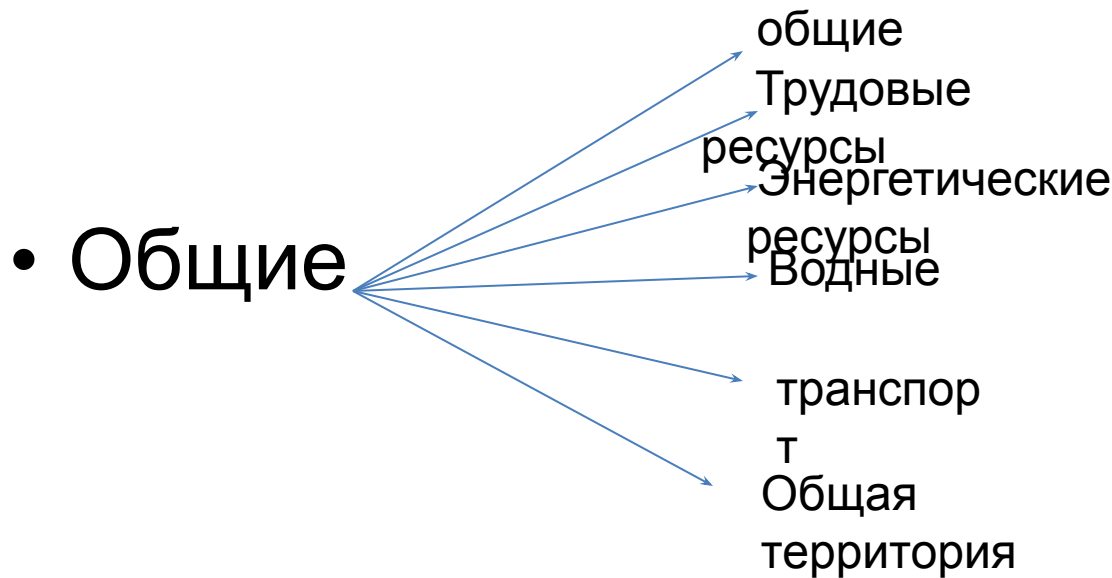 • Общие
общие
Трудовые
ресурсы
Энергетические
ресурсы
Водные
транспор
т
Общая
территория